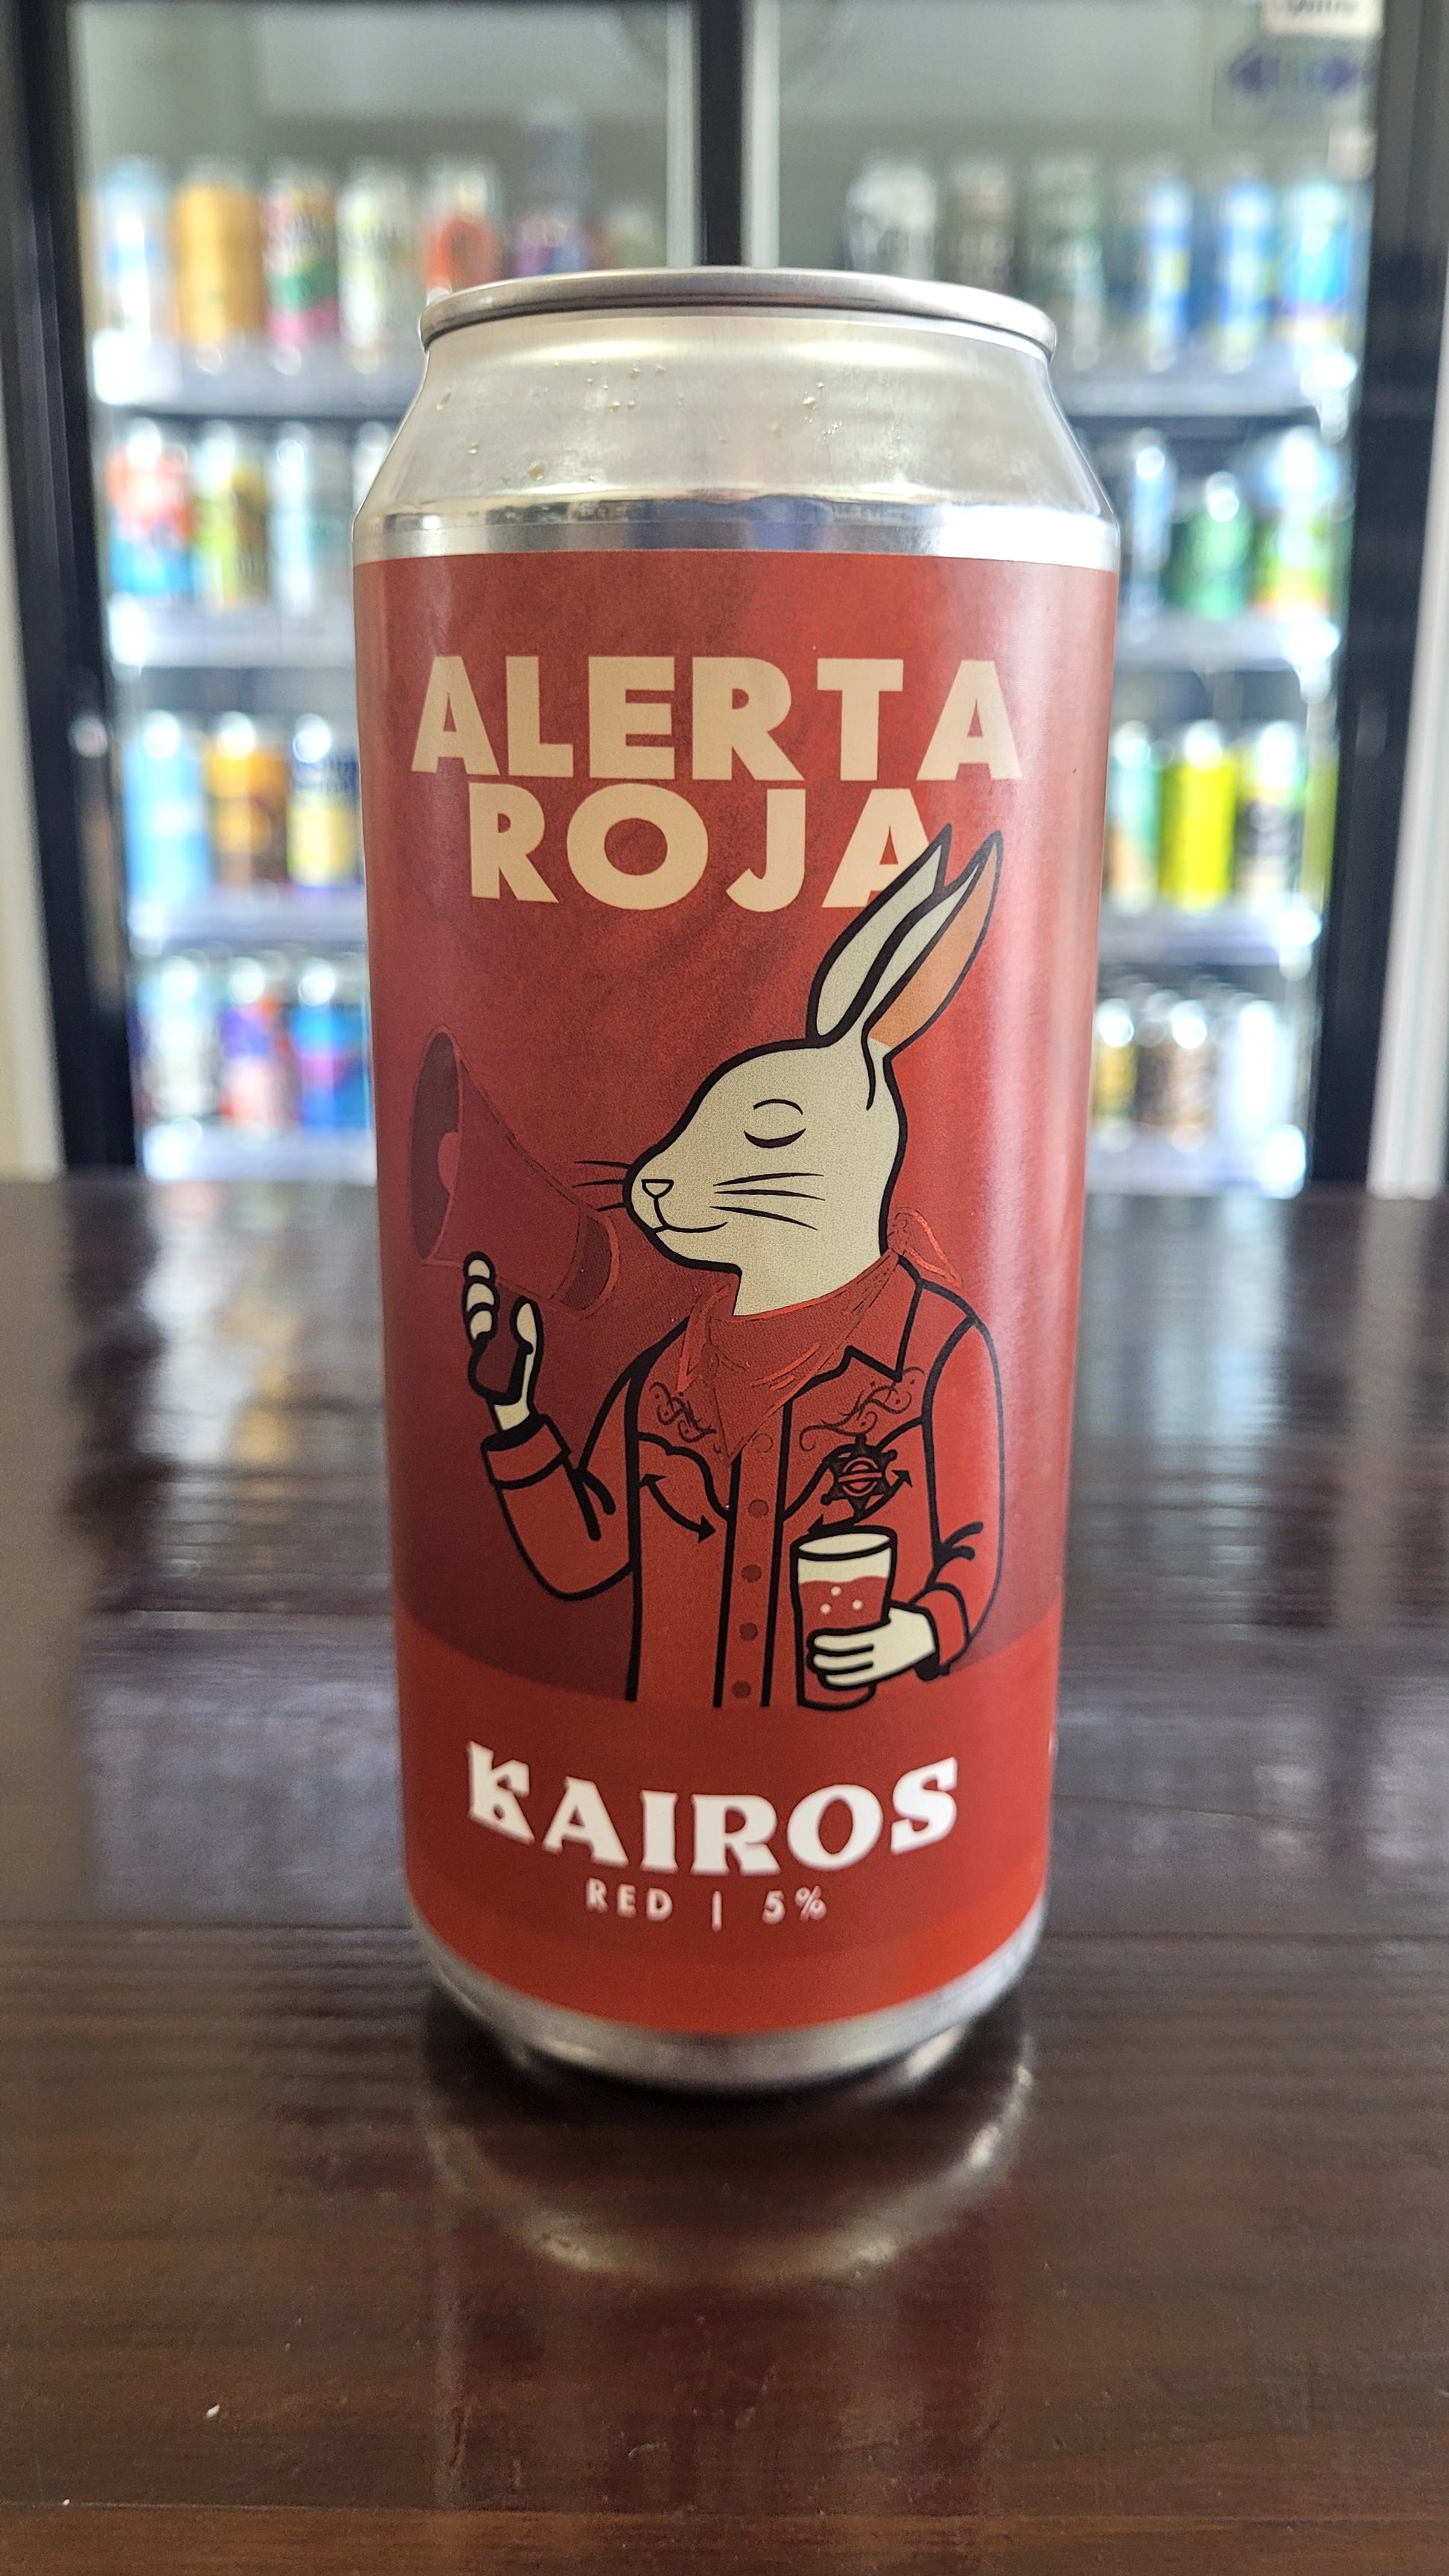 ALERTA
ROJA
KAIROS
RED | 5%